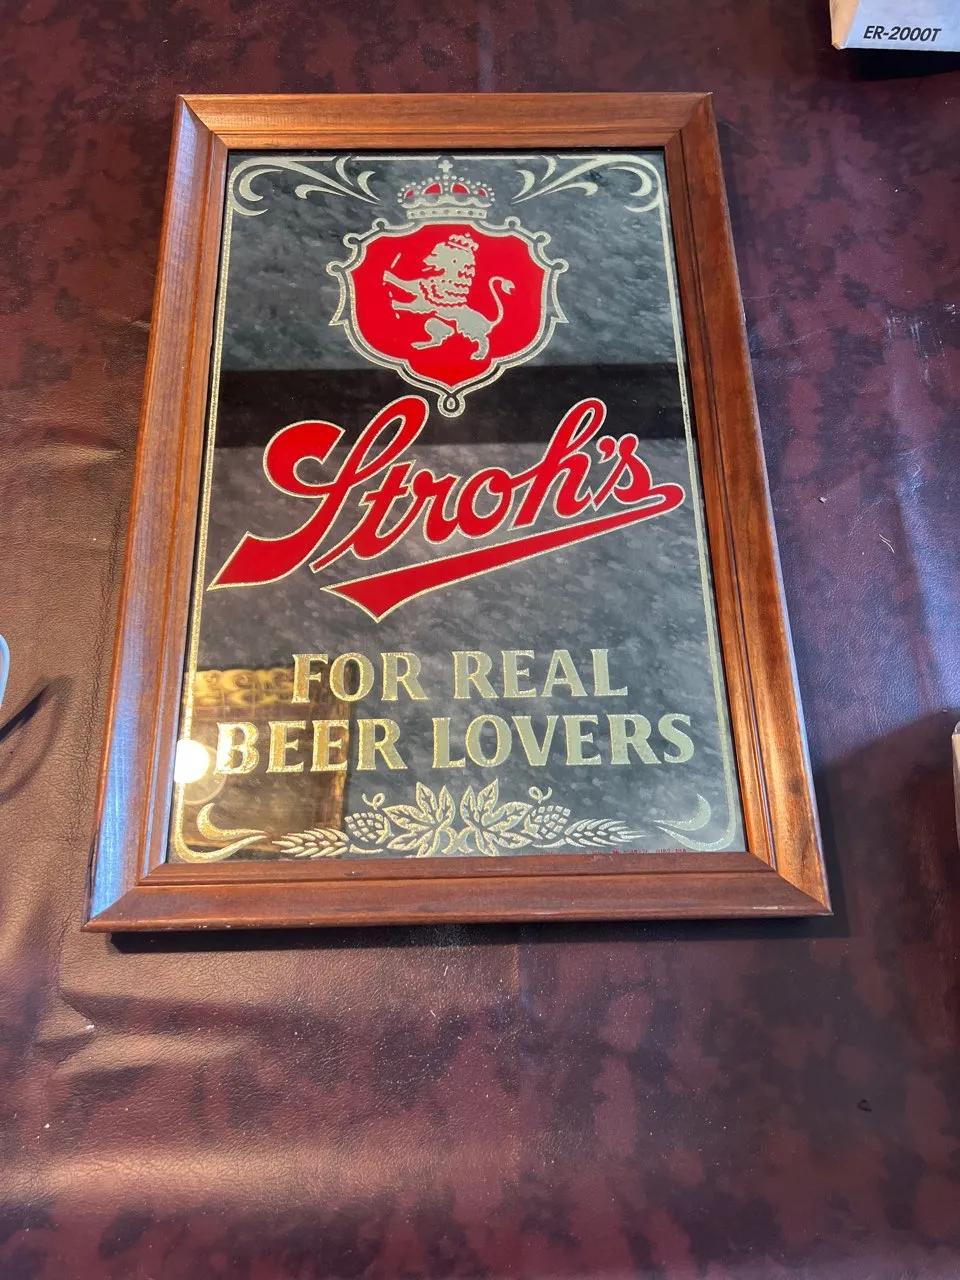 ER-2000T
Stroh's
FOR REAL
BEER LOVERS